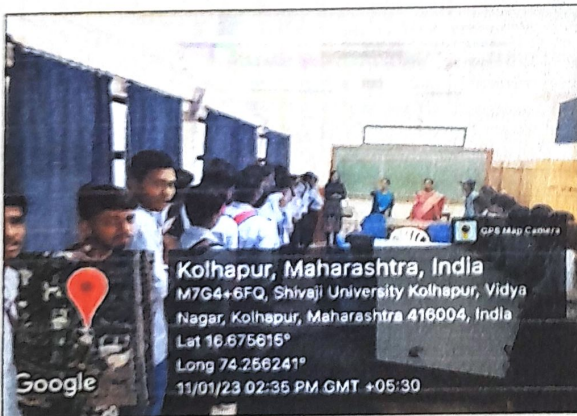 GPS Map Camera
Kolhapur, Maharashtra, India
M7G4+6FQ, Shivaji University Kolhapur, Vidya
Nagar, Kolhapur, Maharashtra 416004, India
Lat 16.675615°
Long 74.256241°
11/01/23 02:35 PM GMT +05:30
Google